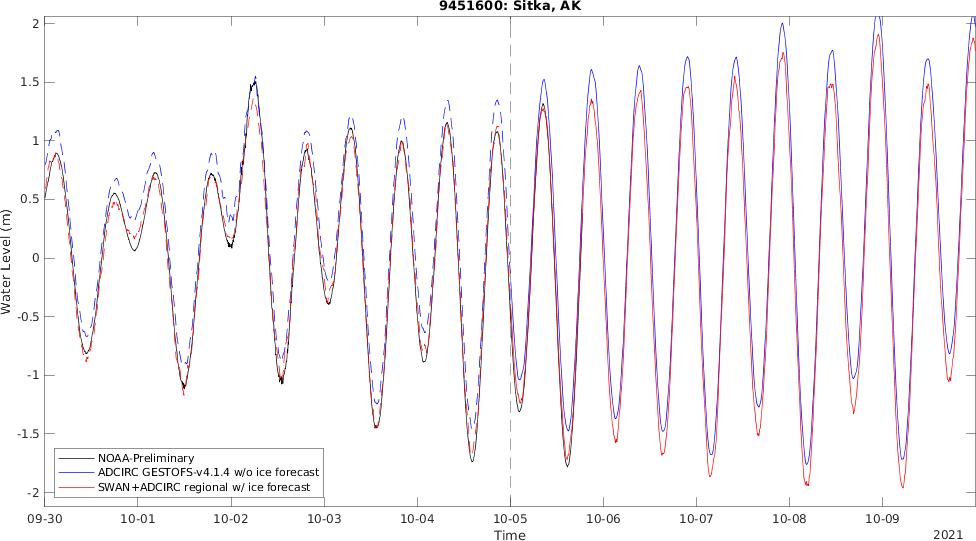 9451600: Sitka, AK
2
1.5
1
0.5
0
-0.5
-1
-1.5
-2
Water Level (m)
NOAA-Preliminary
ADCIRC GESTOFS-v4.1.4 w/o ice forecast
SWAN+ADCIRC regional w/ ice forecast
09-30 10-01 10-02 10-03 10-04 10-05 10-06 10-07 10-08 10-09
Time
2021